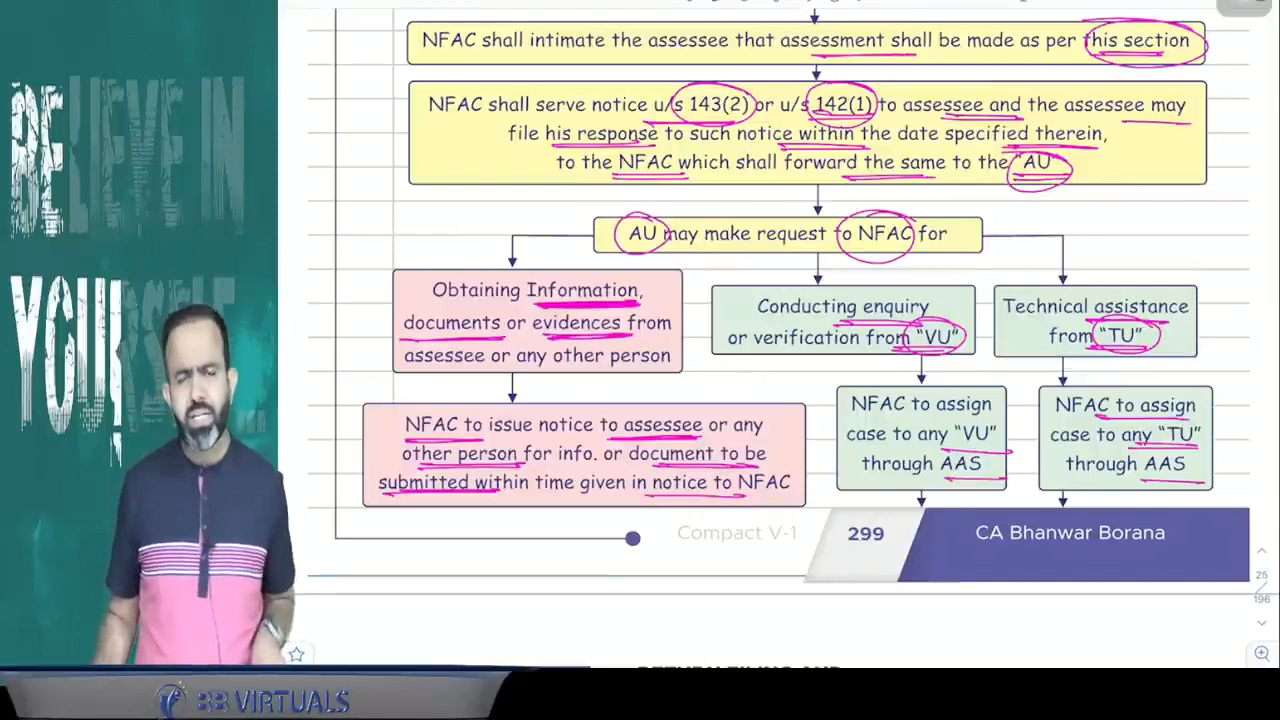 BELIEVE IN
YOURSELF
NFAC shall intimate the assessee that assessment shall be made as per this section
NFAC shall serve notice u/s 143(2) or u/s 142(1) to assessee and the assessee may
file his response to such notice within the date specified therein,
to the NFAC which shall forward the same to the "AU"
AU may make request to NFAC for
Obtaining Information,
documents or evidences from
assessee or any other person
Conducting enquiry
or verification from "VU"
Technical assistance
from "TU"
NFAC to issue notice to assessee or any
other person for info. or document to be
submitted within time given in notice to NFAC
NFAC to assign
case to any "VU"
through AAS
NFAC to assign
case to any "TU"
through AAS
Compact V-1
299
CA Bhanwar Borana
25
196
BB VIRTUALS